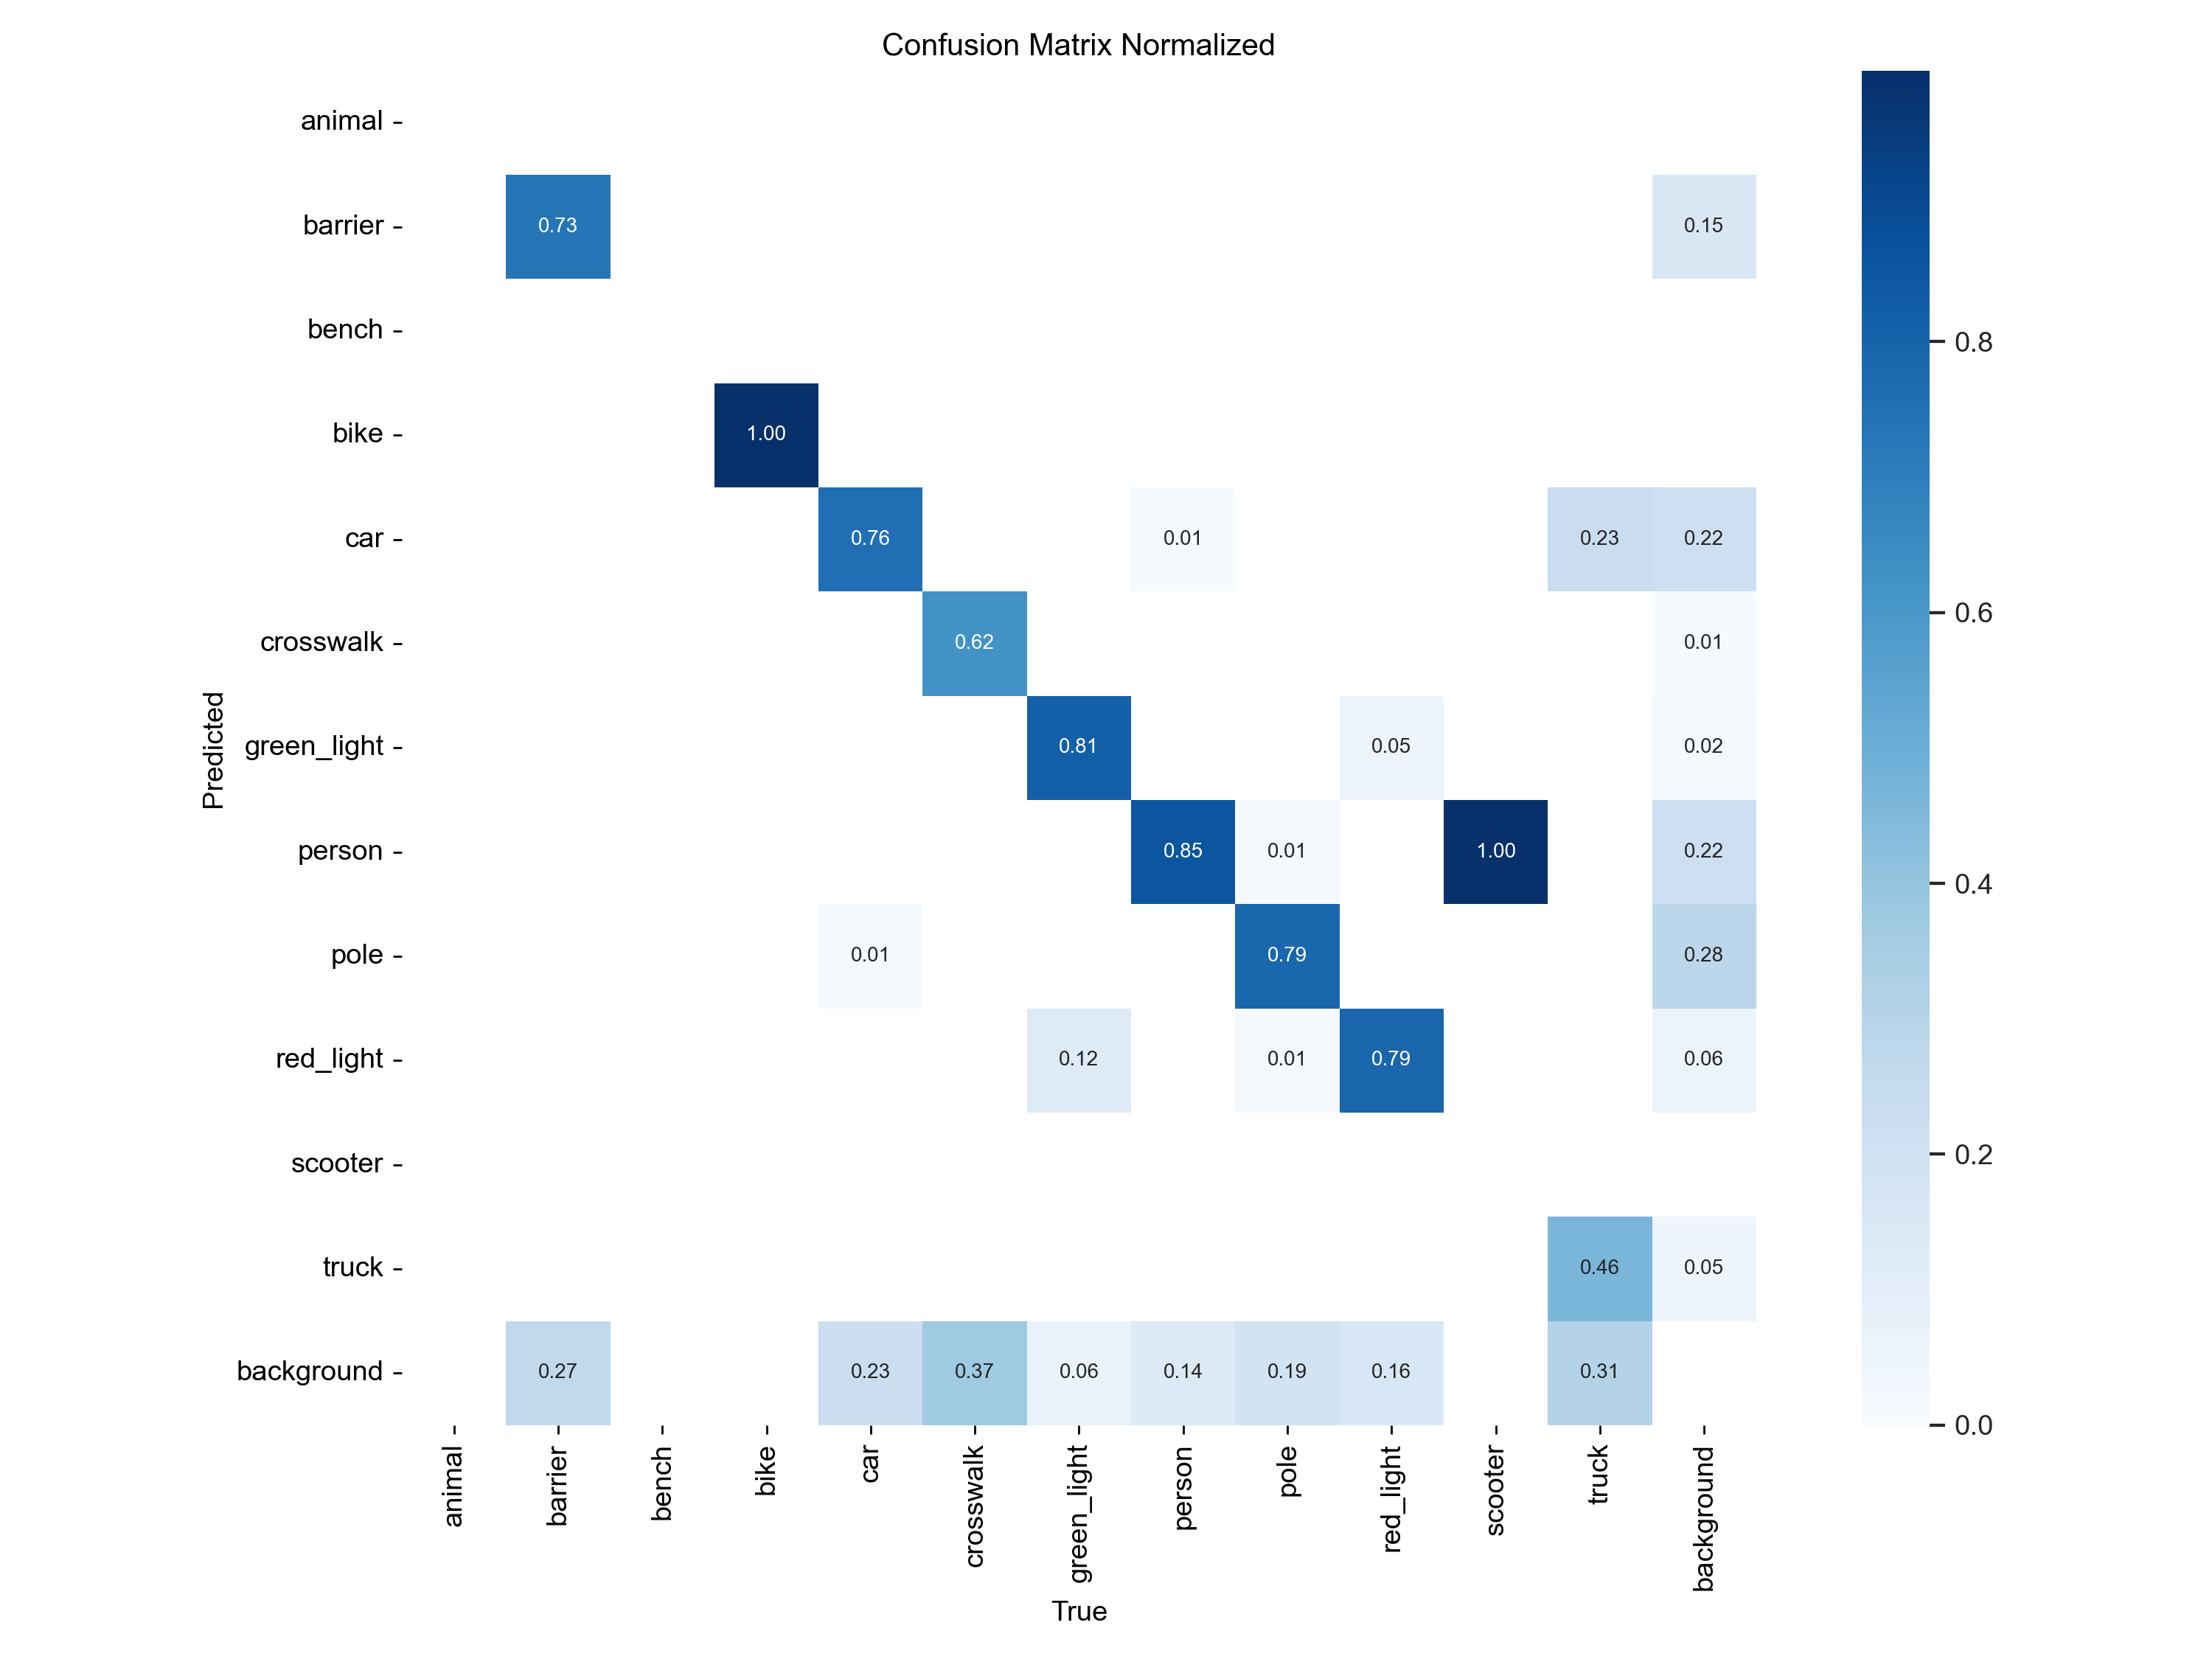 Confusion Matrix Normalized
animal
barrier 0.73 0.15
bench
bike 1.00
car 0.76 0.01 0.23 0.22
crosswalk 0.62 0.01
green_light 0.81 0.05 0.02
person 0.85 0.01 1.00 0.22
pole 0.01 0.79 0.28
red_light 0.12 0.01 0.79 0.06
scooter
truck 0.46 0.05
background 0.27 0.23 0.37 0.06 0.14 0.19 0.16 0.31
Predicted
animal barrier bench bike car crosswalk green_light person pole red_light scooter truck background
True
0.8
0.6
0.4
0.2
0.0